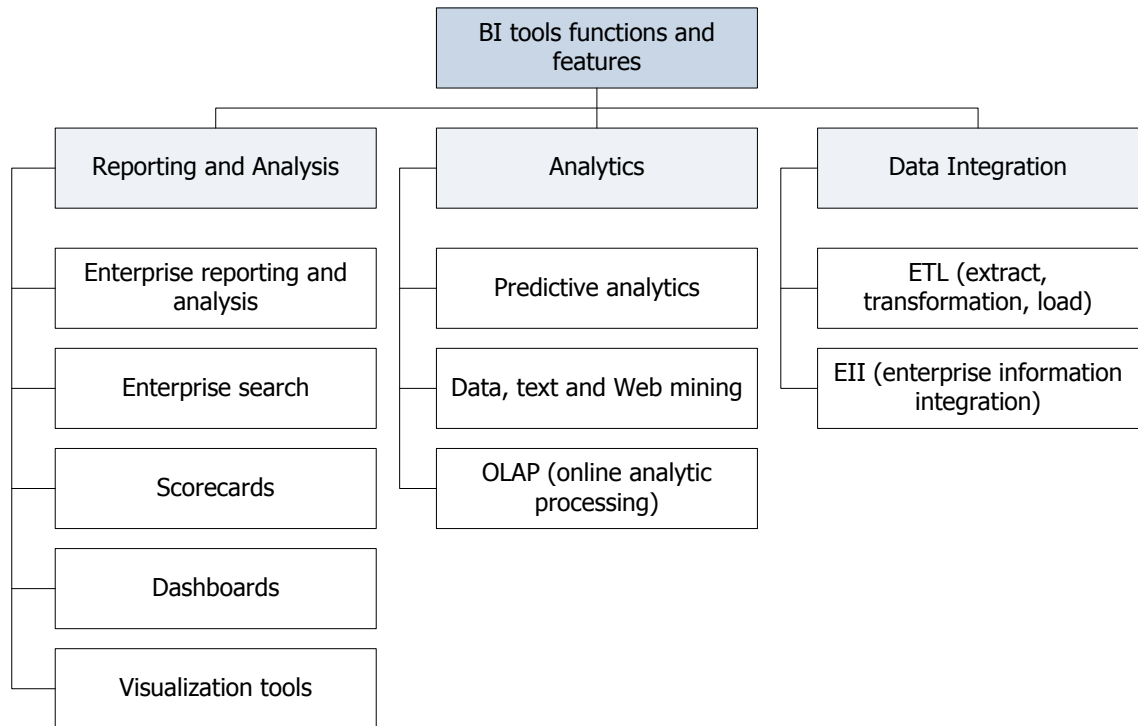 BI tools functions and
features
Reporting and Analysis
Enterprise reporting and
analysis
Enterprise search
Scorecards
Dashboards
Visualization tools
Analytics
Predictive analytics
Data, text and Web mining
OLAP (online analytic
processing)
Data Integration
ETL (extract,
transformation, load)
EII (enterprise information
integration)